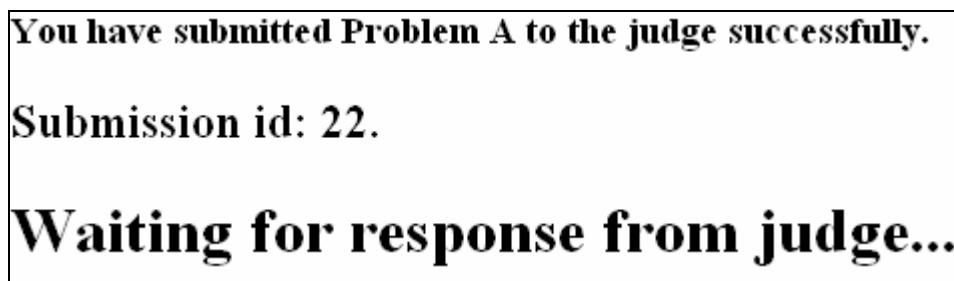 You have submitted Problem A to the judge successfully.
Submission id: 22.
Waiting for response from judge...